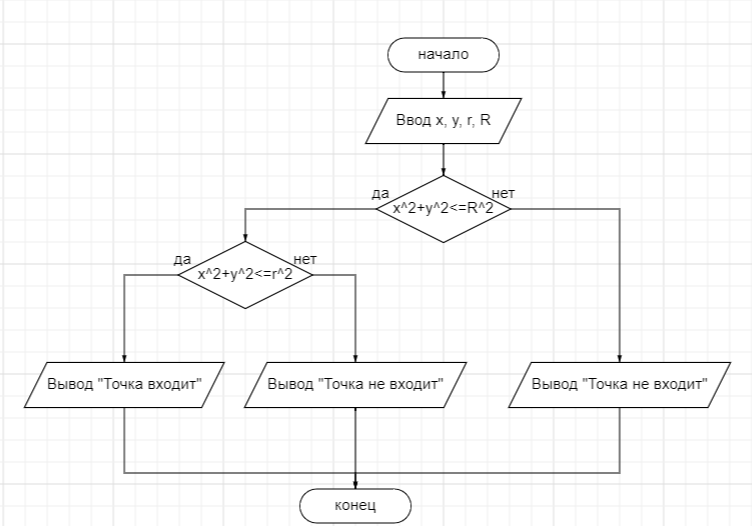 начало
Ввод x, y, r, R
да
нет
x^2+y^2<=R^2
да
нет
x^2+y^2<=r^2
Вывод "Точка входит"
Вывод "Точка не входит"
Вывод "Точка не входит"
конец